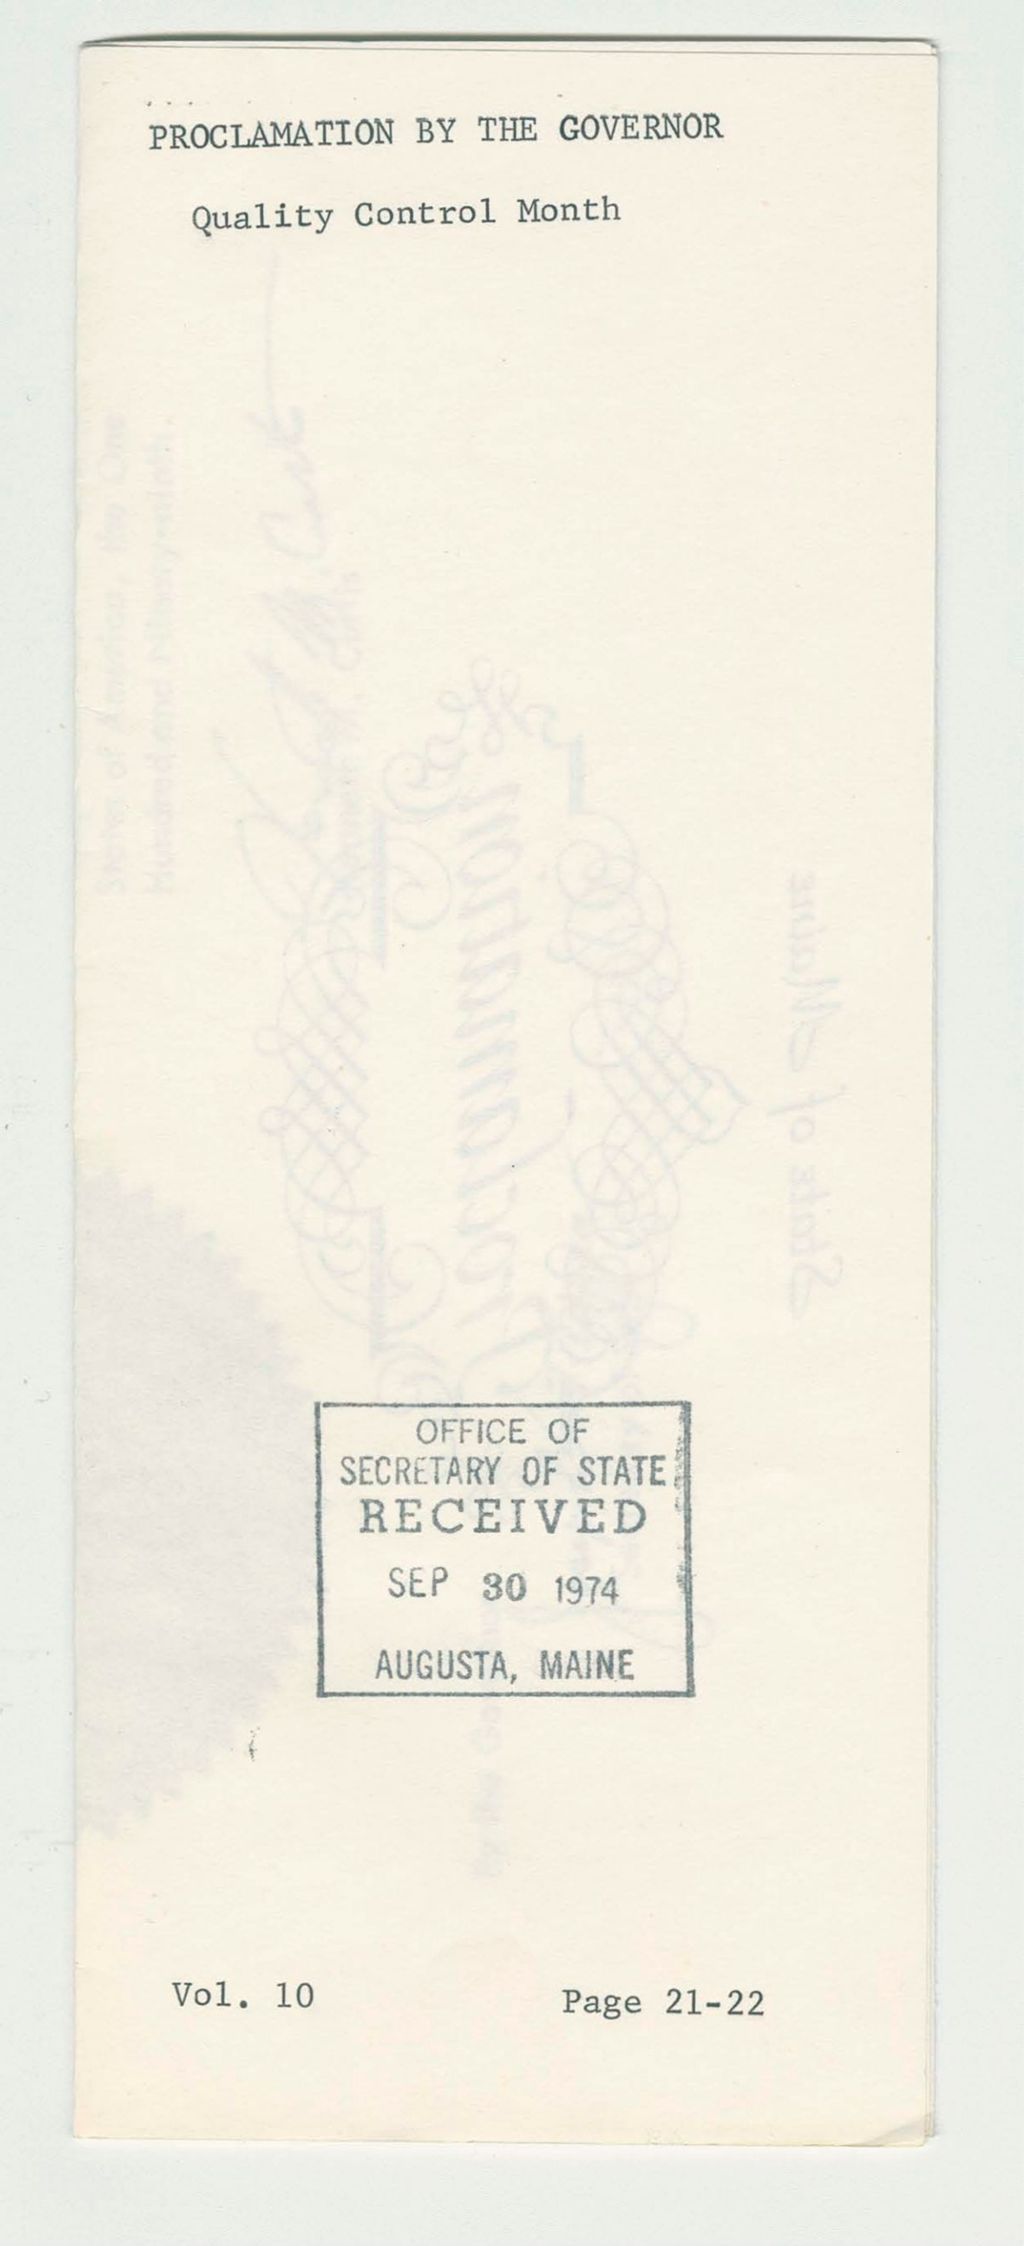 PROCLAMATION BY THE GOVERNOR
Quality Control Month
OFFICE OF
SECRETARY OF STATE
RECEIVED
SEP 30 1974
AUGUSTA, MAINE
Vol. 10 Page 21-22